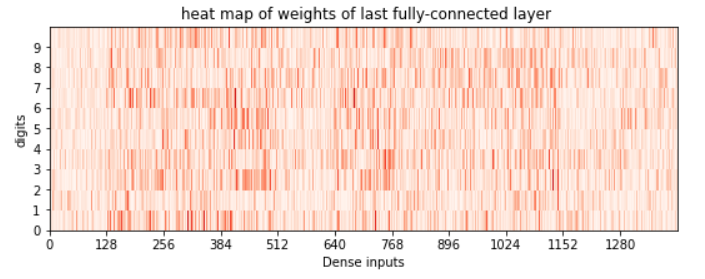 heat map of weights of last fully-connected layer
digits
9
8
7
6
5
4
3
2
1
0
0 128 256 384 512 640 768 896 1024 1152 1280
Dense inputs